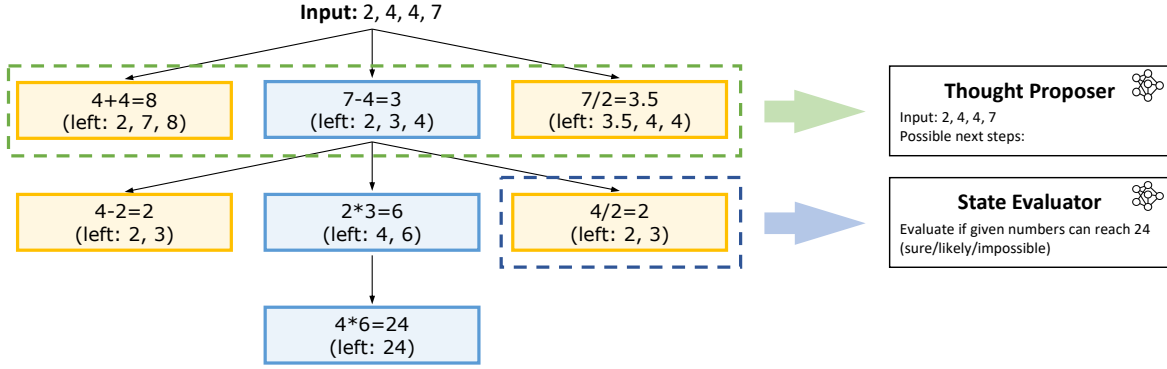 Input: 2, 4, 4, 7
4+4=8
(left: 2, 7, 8)
7-4=3
(left: 2, 3, 4)
7/2=3.5
(left: 3.5, 4, 4)
Thought Proposer
Input: 2, 4, 4, 7
Possible next steps:
4-2=2
(left: 2, 3)
2*3=6
(left: 4, 6)
4/2=2
(left: 2, 3)
State Evaluator
Evaluate if given numbers can reach 24
(sure/likely/impossible)
4*6=24
(left: 24)